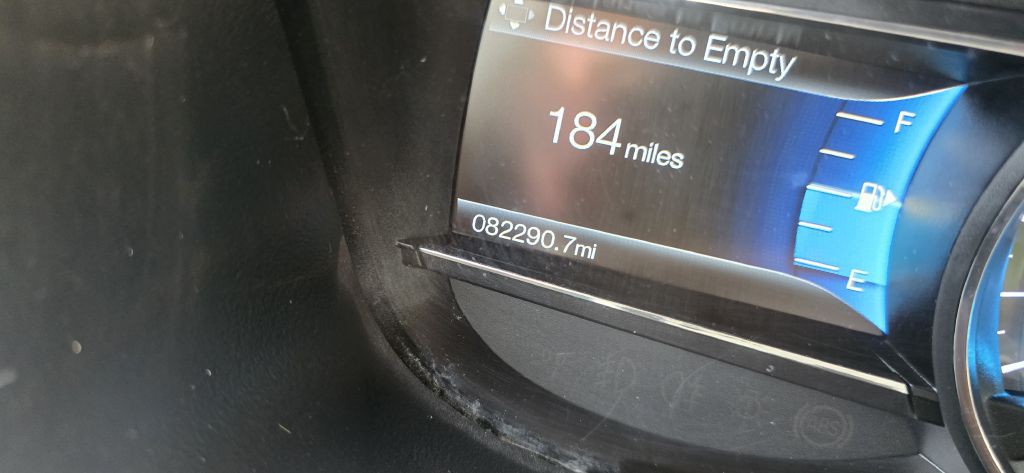 Distance to Empty
184 miles
F
E
082290.7mi
ABS